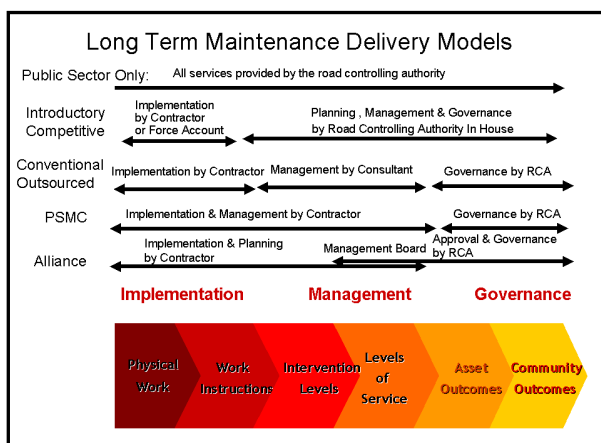 Long Term Maintenance Delivery Models
Public Sector Only:
All services provided by the road controlling authority
Introductory
Competitive
Implementation
by Contractor
or Force Account
Planning , Management & Governance
by Road Controlling Authority In House
Conventional
Outsourced
Implementation by Contractor
Management by Consultant
Governance by RCA
PSMC
Implementation & Management by Contractor
Governance by RCA
Alliance
Implementation & Planning
by Contractor
Management Board
Approval & Governance
by RCA
Implementation
Management
Governance
Physical
Work
Work
Instructions
Intervention
Levels
Levels
of
Service
Asset
Outcomes
Community
Outcomes